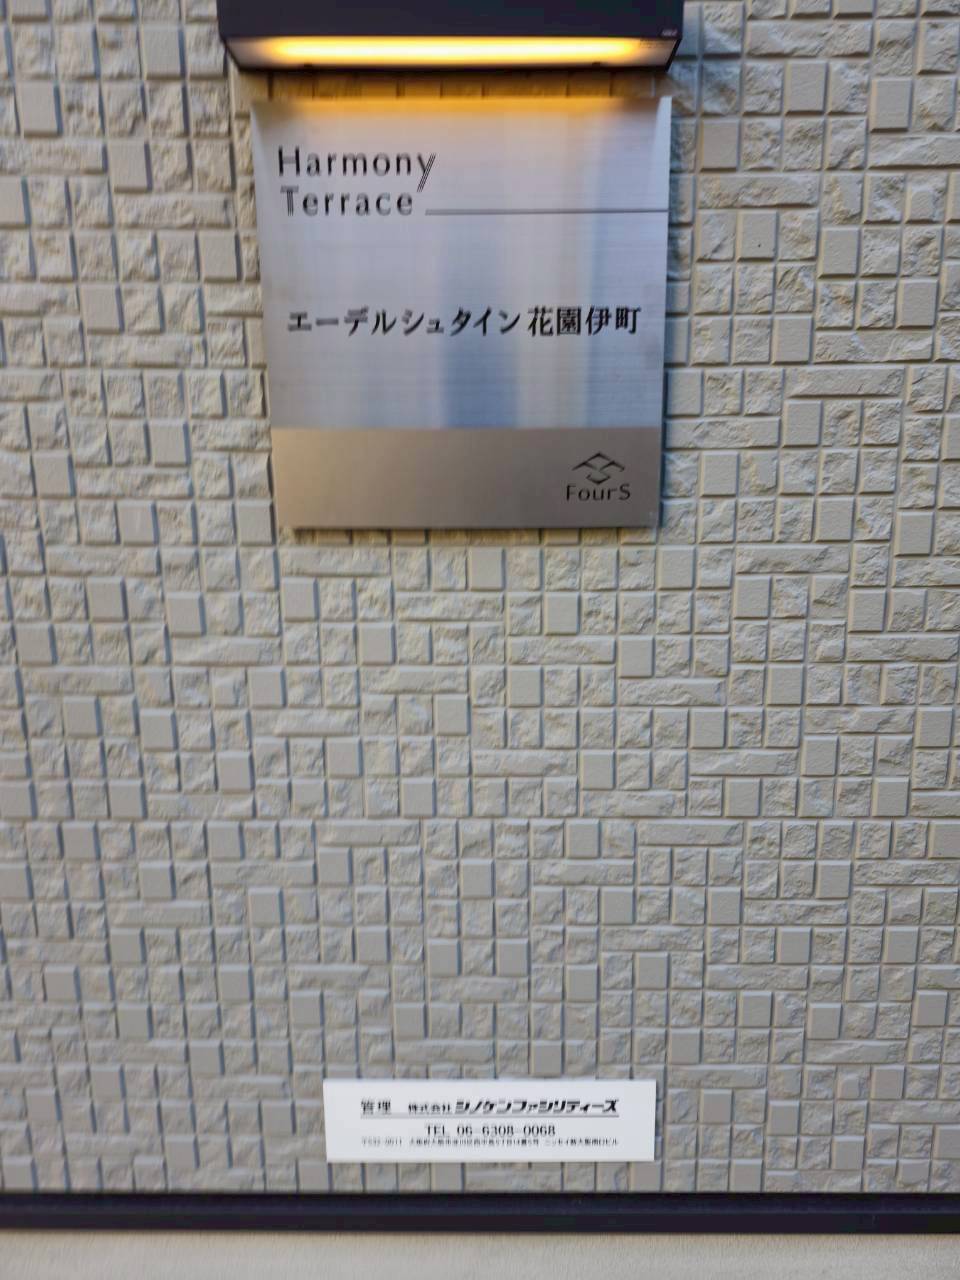 Harmony
Terrace
エーデルシュタイン花園伊町
FourS
管理 株式会社シノケンファシリティーズ
TEL 06-6308-0068